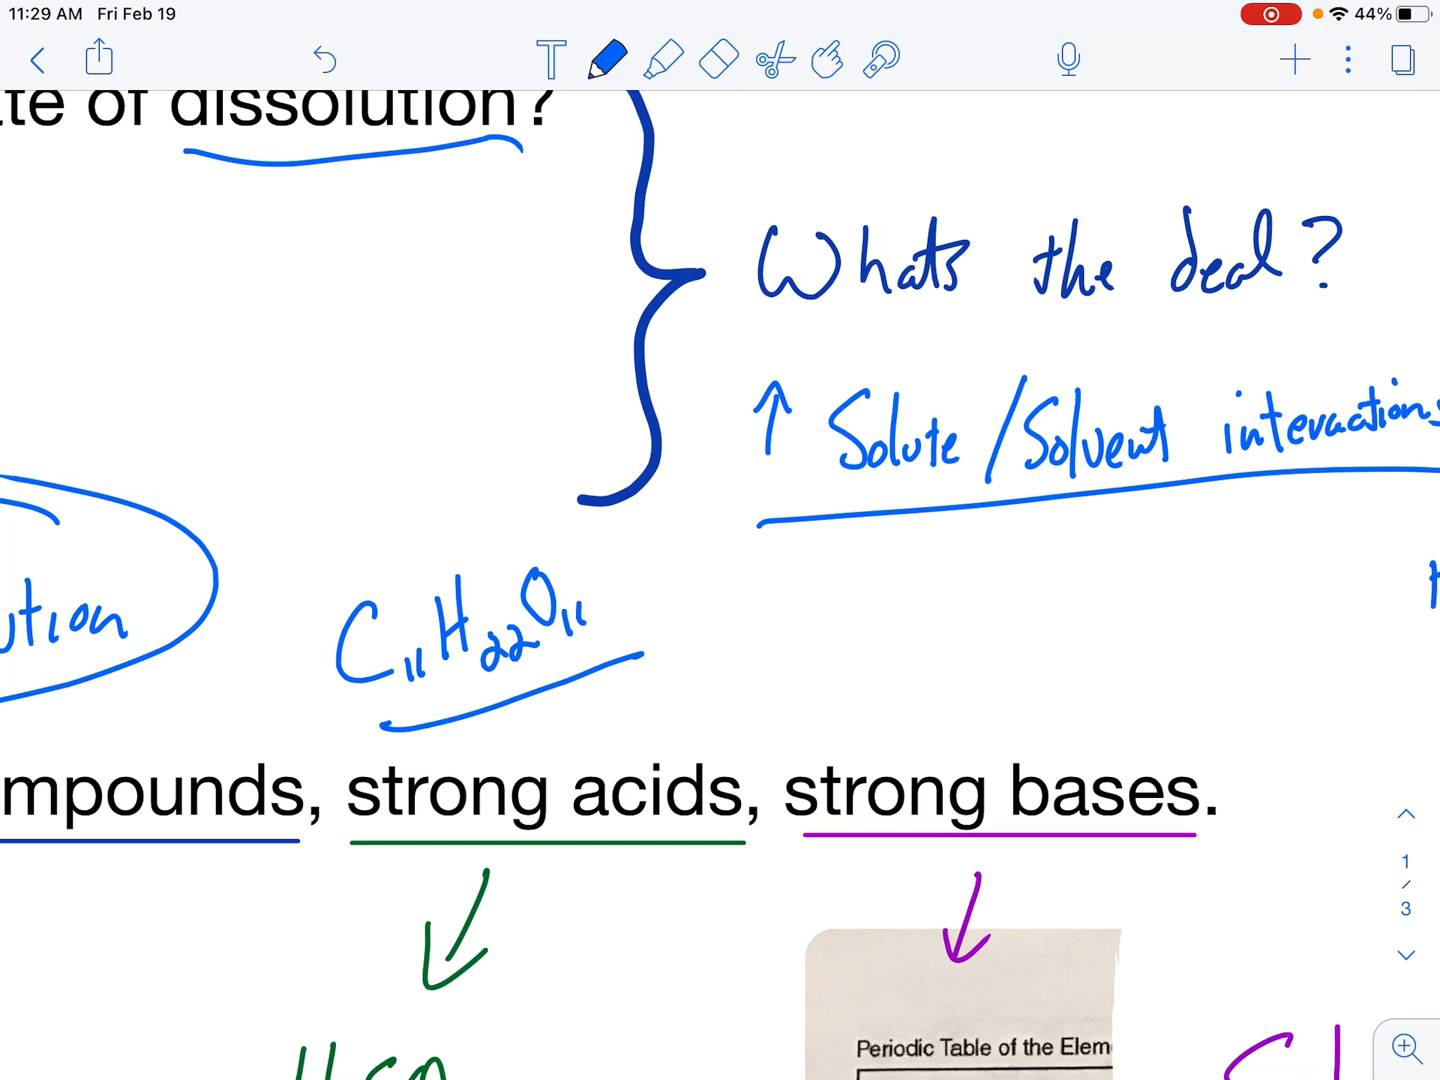 11:29 AM Fri Feb 19 44%
te of dissolution?
Whats the deal?
↑ Solute/Solvent interactions
ution
C₁₁H₂₂O₁₁
mpounds, strong acids, strong bases.
1
/
3
Periodic Table of the Elem